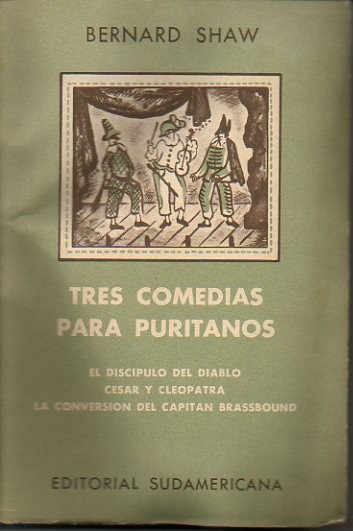 BERNARD SHAW
TRES COMEDIAS
PARA PURITANOS
EL DISCIPULO DEL DIABLO
CESAR Y CLEOPATRA
LA CONVERSION DEL CAPITAN BRASSBOUND
EDITORIAL SUDAMERICANA